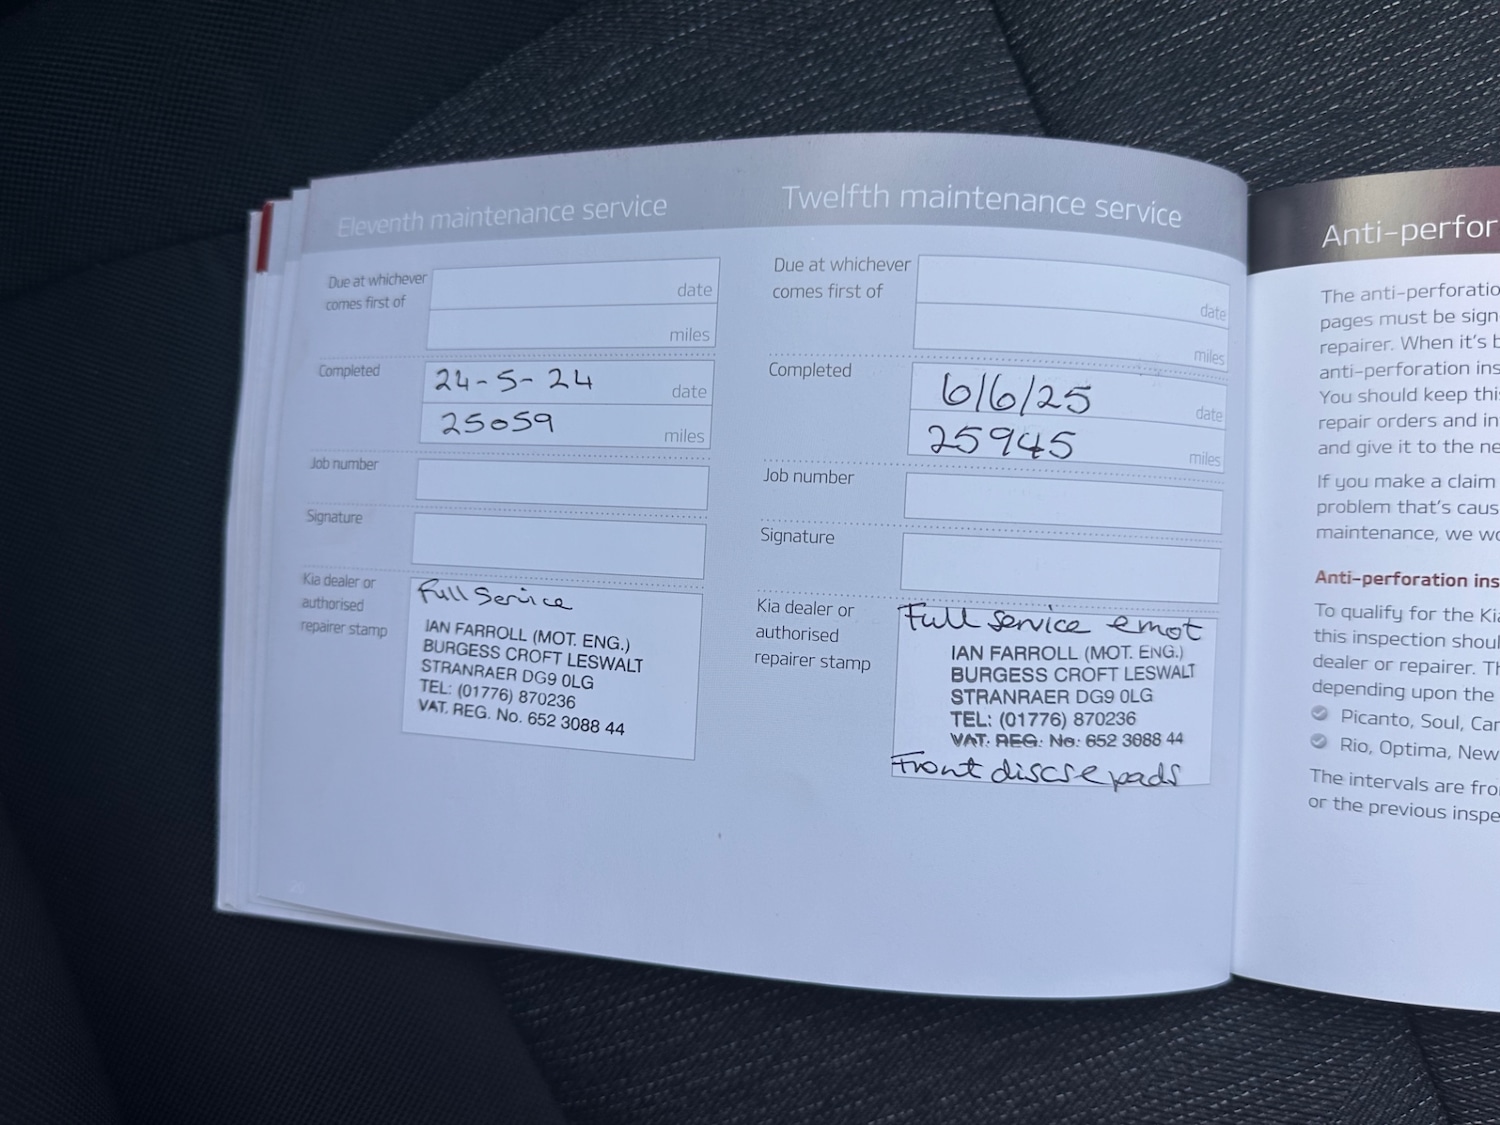 Eleventh maintenance service
Due at whichever
comes first of
date
miles
Completed
24-5-24
date
25059
miles
Job number
Signature
Kia dealer or
authorised
repairer stamp
Full Service
IAN FARROLL (MOT. ENG.)
BURGESS CROFT LESWALT
STRANRAER DG9 0LG
TEL: (01776) 870236
VAT. REG. No. 652 3088 44
Twelfth maintenance service
Due at whichever
comes first of
date
miles
Completed
6/6/25
date
25945
miles
Job number
Signature
Kia dealer or
authorised
repairer stamp
Full service e mot
IAN FARROLL (MOT. ENG.)
BURGESS CROFT LESWALT
STRANRAER DG9 0LG
TEL: (01776) 870236
VAT. REG. No. 652 3088 44
Front discs e pads
Anti-perfor
The anti-perforatio
pages must be sign
repairer. When it's b
anti-perforation ins
You should keep this
repair orders and in
and give it to the ne
If you make a claim
problem that's caus
maintenance, we wo
Anti-perforation ins
To qualify for the Kia
this inspection shoul
dealer or repairer. Th
depending upon the
Picanto, Soul, Car
Rio, Optima, New
The intervals are fro
or the previous inspe